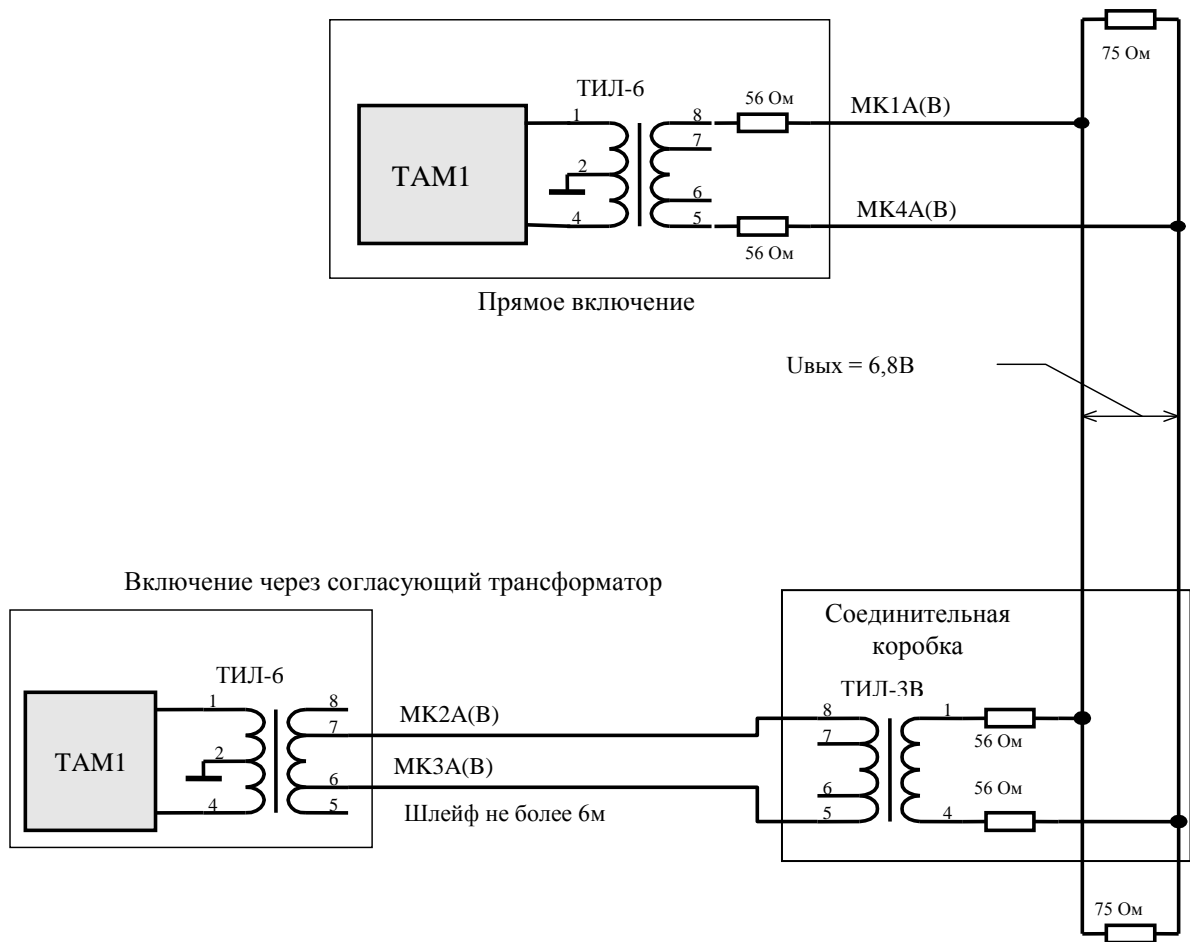 75 Ом
ТИЛ-6
56 Ом
МК1А(В)
1
8
7
2
ТАМ1
6
МК4А(В)
4
5
56 Ом
Прямое включение
Uвых = 6,8В
Включение через согласующий трансформатор
Соединительная
коробка
ТИЛ-6
ТИЛ-3В
1
8
МК2А(В)
8
1
7
7
56 Ом
2
ТАМ1
МК3А(В)
6
56 Ом
6
4
5
Шлейф не более 6м
5
4
75 Ом